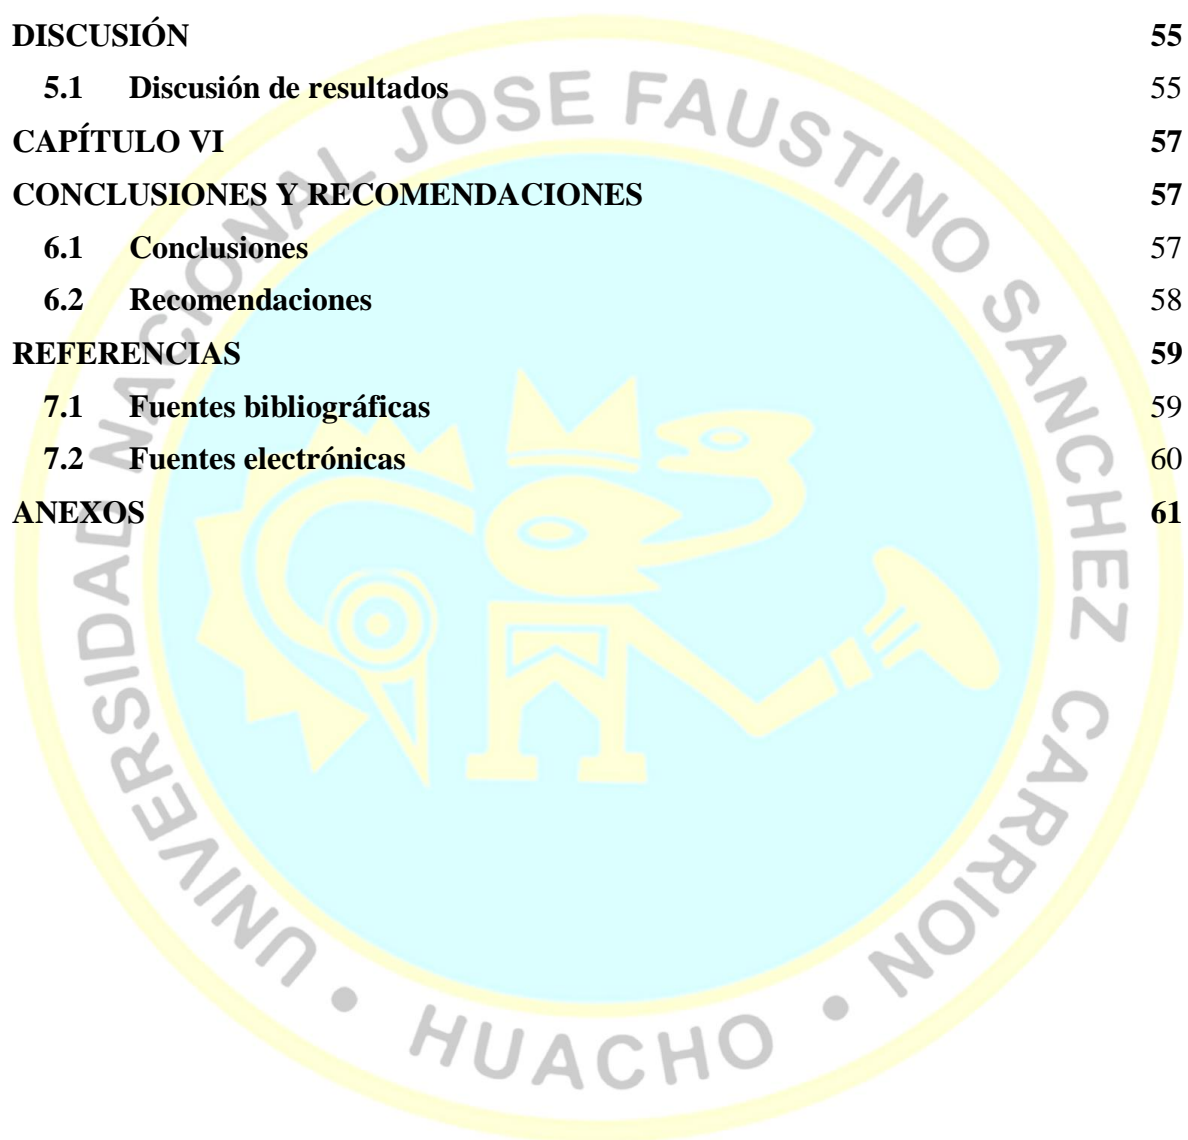 DISCUSIÓN 55
5.1 Discusión de resultados 55
CAPÍTULO VI 57
CONCLUSIONES Y RECOMENDACIONES 57
6.1 Conclusiones 57
6.2 Recomendaciones 58
REFERENCIAS 59
7.1 Fuentes bibliográficas 59
7.2 Fuentes electrónicas 60
ANEXOS 61
UNIVERSIDAD NACIONAL JOSE FAUSTINO SANCHEZ CARRION
• HUACHO •